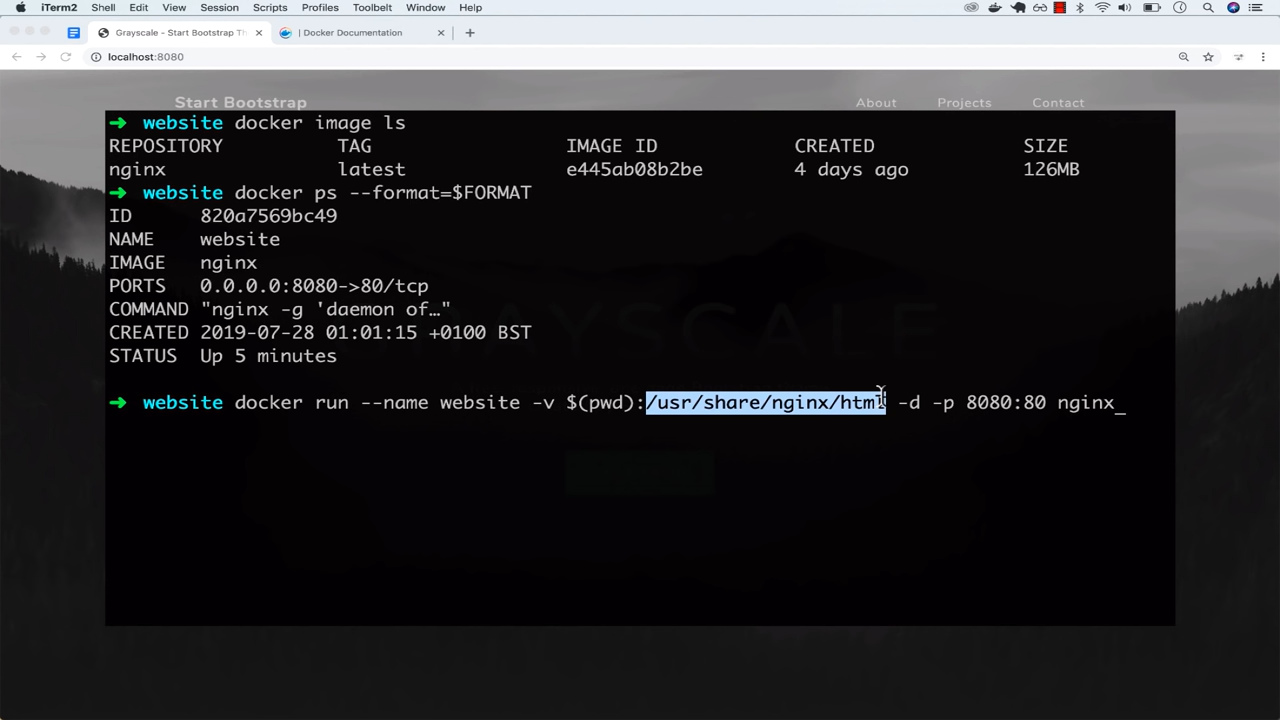 iTerm2 Shell Edit View Session Scripts Profiles Toolbelt Window Help
Grayscale - Start Bootstrap Th × | Docker Documentation × +
localhost:8080
Start Bootstrap About Projects Contact
➜ website docker image ls
REPOSITORY TAG IMAGE ID CREATED SIZE
nginx latest e445ab08b2be 4 days ago 126MB
➜ website docker ps --format=$FORMAT
ID 820a7569bc49
NAME website
IMAGE nginx
PORTS 0.0.0.0:8080->80/tcp
COMMAND "nginx -g 'daemon of…"
CREATED 2019-07-28 01:01:15 +0100 BST
STATUS Up 5 minutes
GRAYSCALE
➜ website docker run --name website -v $(pwd):/usr/share/nginx/html -d -p 8080:80 nginx_